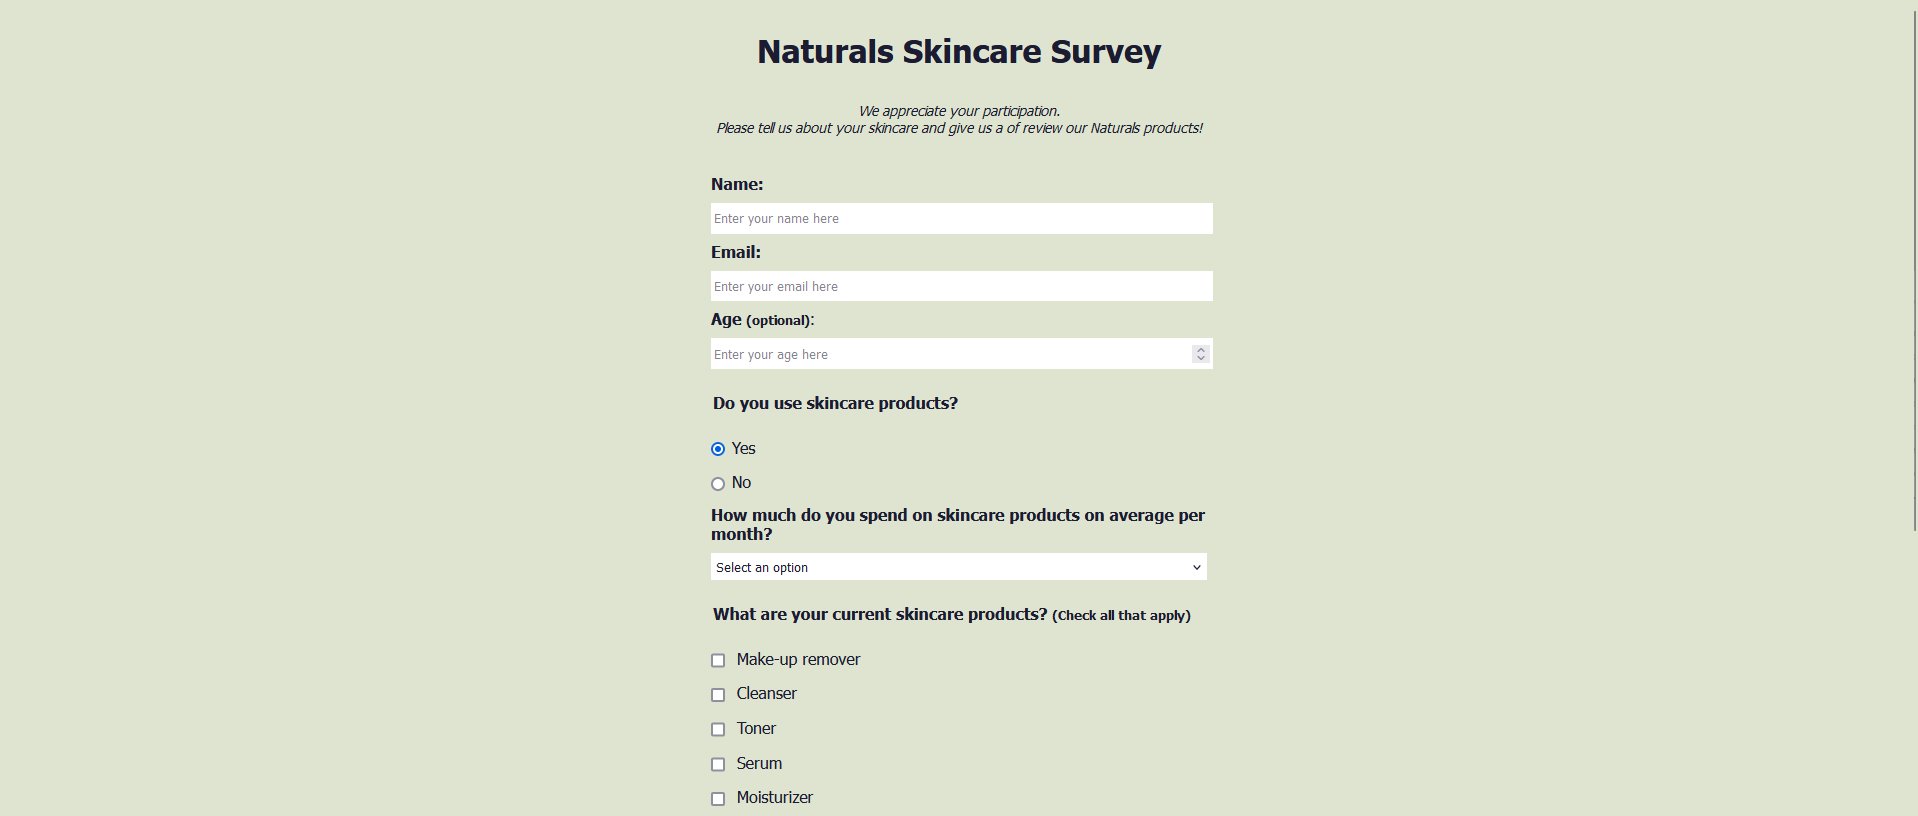 Naturals Skincare Survey
We appreciate your participation.
Please tell us about your skincare and give us a of review our Naturals products!
Name:
Enter your name here
Email:
Enter your email here
Age (optional):
Enter your age here
Do you use skincare products?
Yes
No
How much do you spend on skincare products on average per
month?
Select an option
What are your current skincare products? (Check all that apply)
Make-up remover
Cleanser
Toner
Serum
Moisturizer